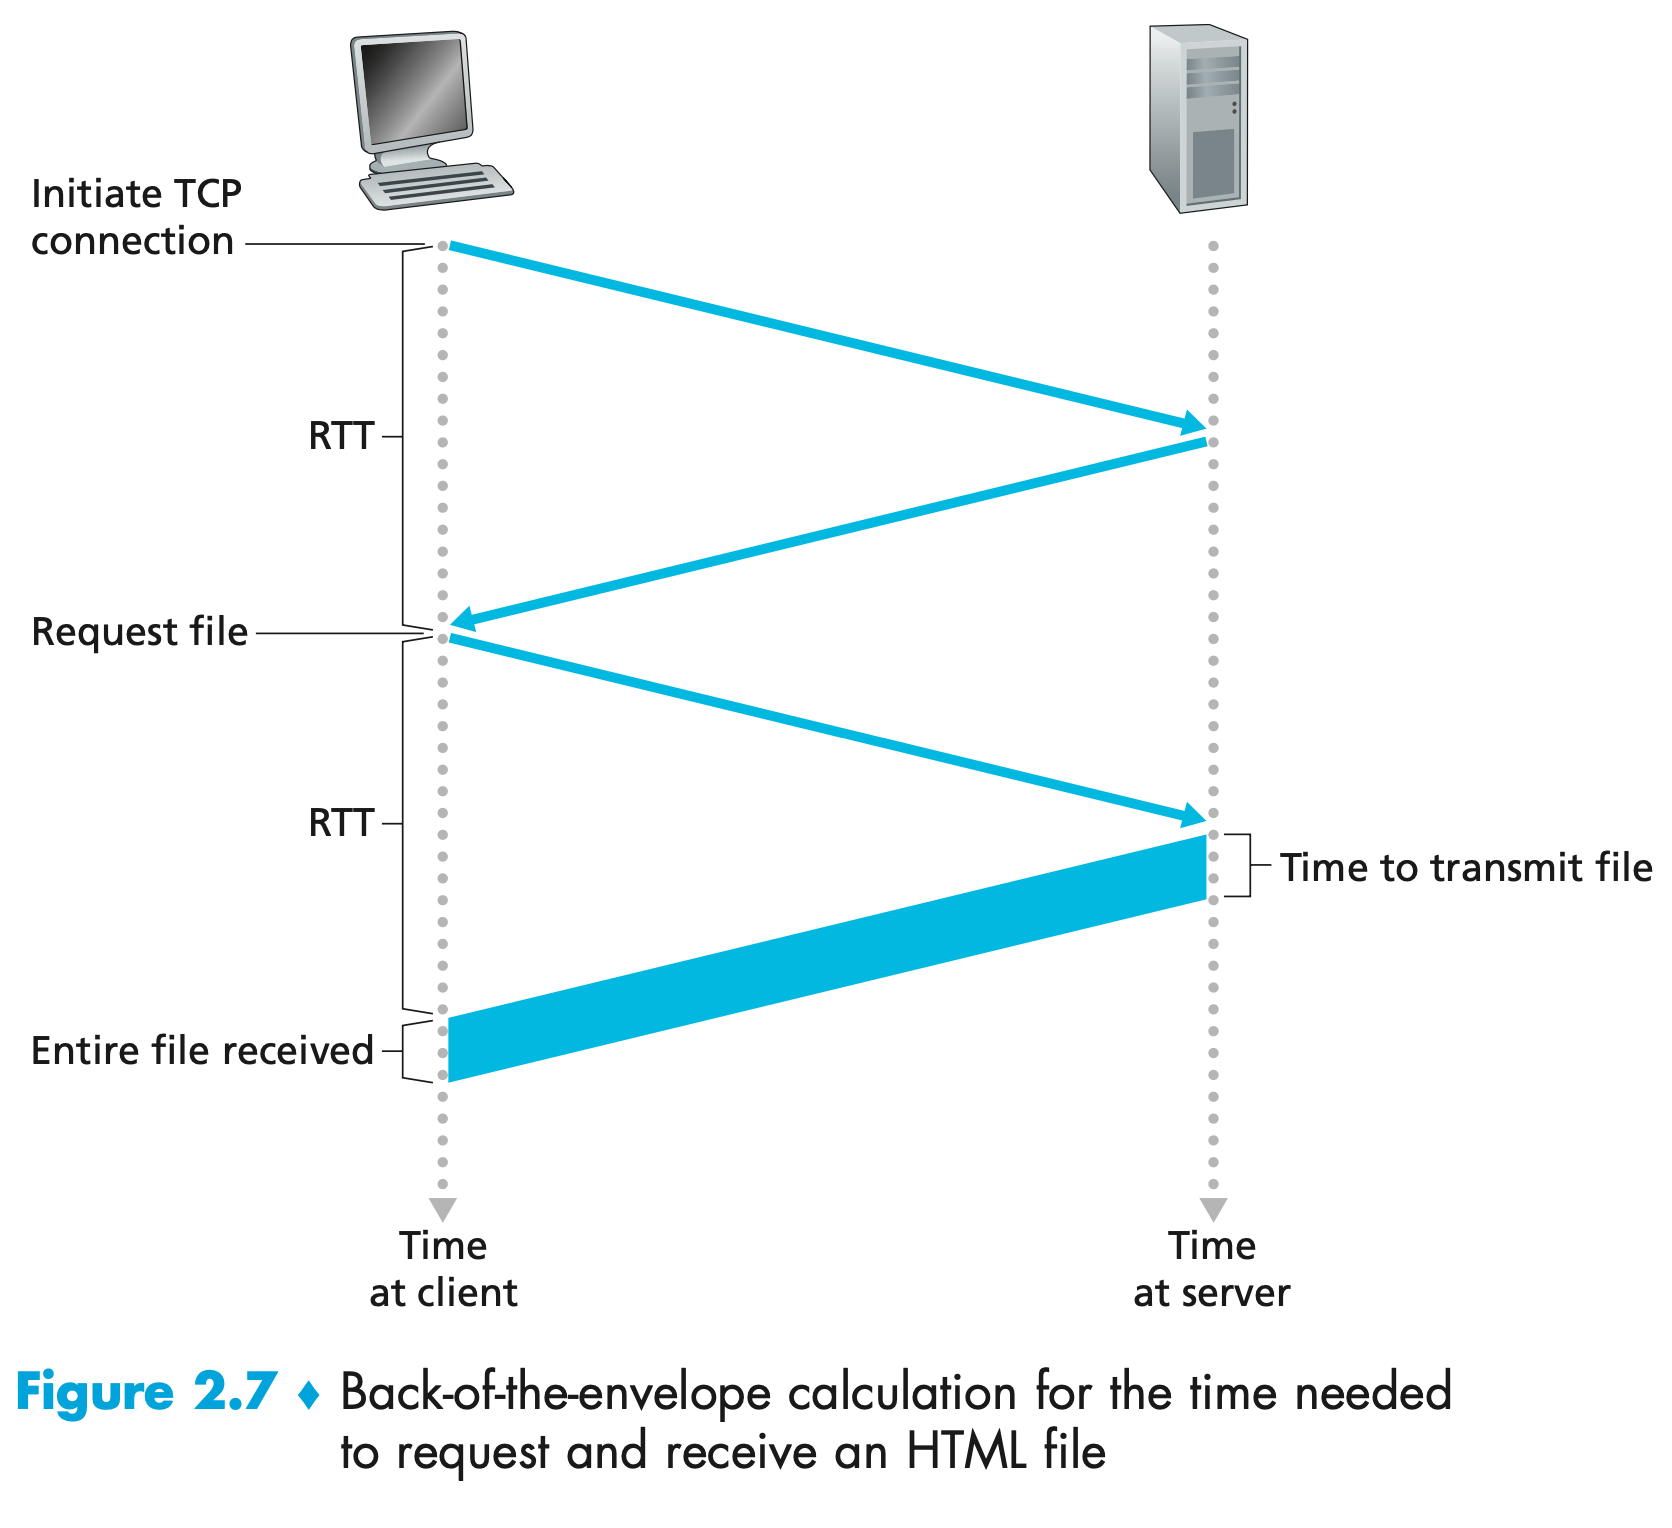 Initiate TCP
connection
RTT
Request file
RTT
Time to transmit file
Entire file received
Time
at client
Time
at server
Figure 2.7 ♦ Back-of-the-envelope calculation for the time needed
to request and receive an HTML file